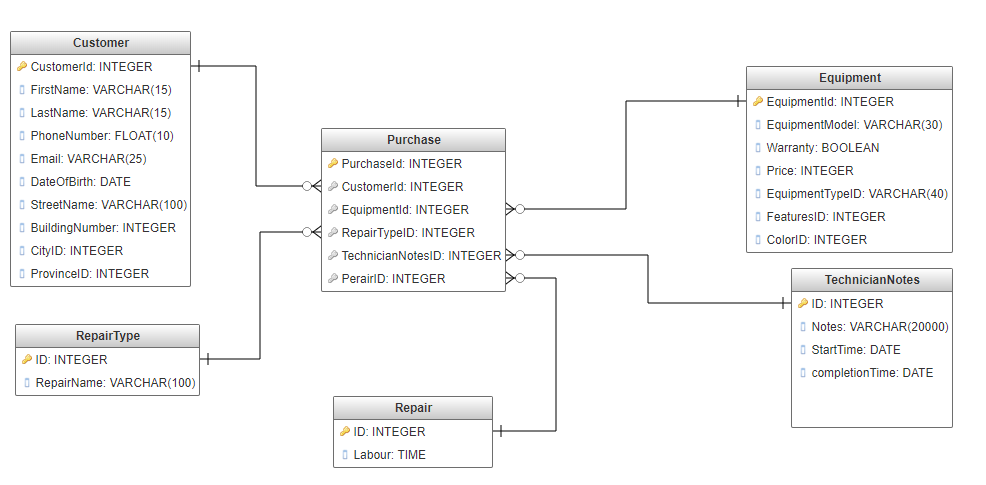 Customer
CustomerId: INTEGER
FirstName: VARCHAR(15)
LastName: VARCHAR(15)
PhoneNumber: FLOAT(10)
Email: VARCHAR(25)
DateOfBirth: DATE
StreetName: VARCHAR(100)
BuildingNumber: INTEGER
CityID: INTEGER
ProvinceID: INTEGER
Purchase
PurchaseId: INTEGER
CustomerId: INTEGER
EquipmentId: INTEGER
RepairTypeID: INTEGER
TechnicianNotesID: INTEGER
PerairID: INTEGER
Equipment
EquipmentId: INTEGER
EquipmentModel: VARCHAR(30)
Warranty: BOOLEAN
Price: INTEGER
EquipmentTypeID: VARCHAR(40)
FeaturesID: INTEGER
ColorID: INTEGER
TechnicianNotes
ID: INTEGER
Notes: VARCHAR(20000)
StartTime: DATE
completionTime: DATE
RepairType
ID: INTEGER
RepairName: VARCHAR(100)
Repair
ID: INTEGER
Labour: TIME